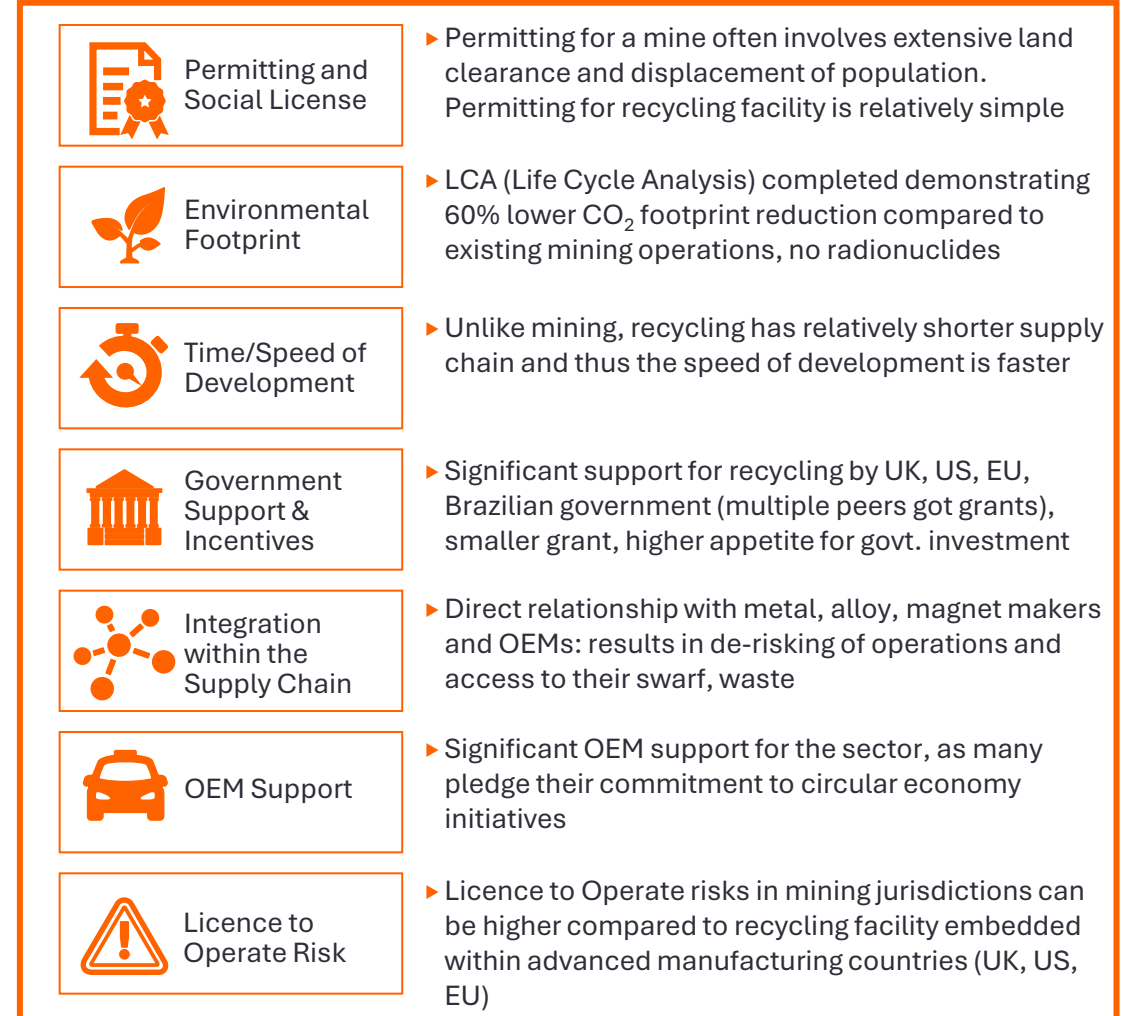 Permitting and
Social License
▸ Permitting for a mine often involves extensive land
clearance and displacement of population.
Permitting for recycling facility is relatively simple
Environmental
Footprint
▸ LCA (Life Cycle Analysis) completed demonstrating
60% lower CO₂ footprint reduction compared to
existing mining operations, no radionuclides
Time/Speed of
Development
▸ Unlike mining, recycling has relatively shorter supply
chain and thus the speed of development is faster
Government
Support &
Incentives
▸ Significant support for recycling by UK, US, EU,
Brazilian government (multiple peers got grants),
smaller grant, higher appetite for govt. investment
Integration
within the
Supply Chain
▸ Direct relationship with metal, alloy, magnet makers
and OEMs: results in de-risking of operations and
access to their swarf, waste
OEM Support
▸ Significant OEM support for the sector, as many
pledge their commitment to circular economy
initiatives
Licence to
Operate Risk
▸ Licence to Operate risks in mining jurisdictions can
be higher compared to recycling facility embedded
within advanced manufacturing countries (UK, US,
EU)